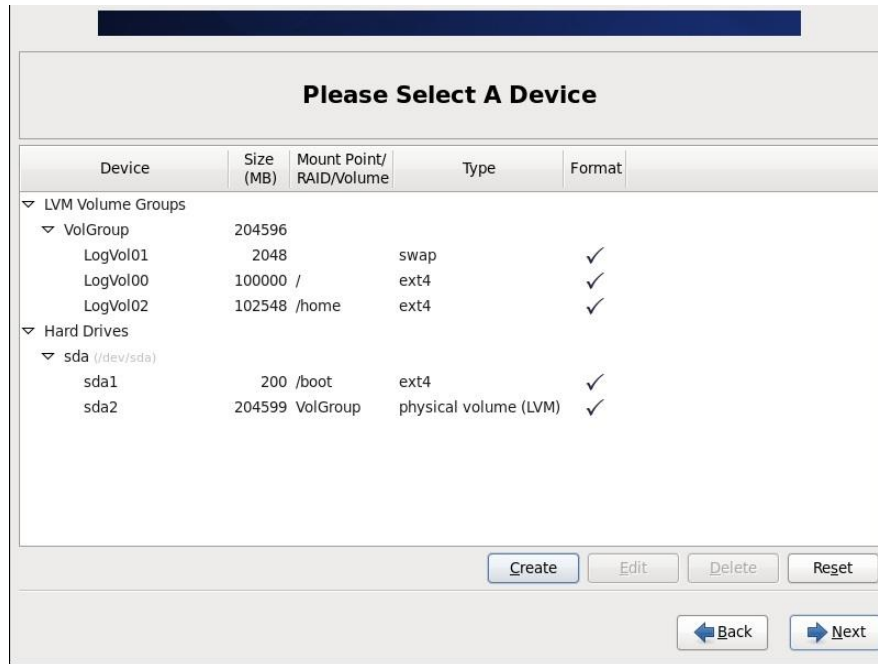 Please Select A Device
Device Size (MB) Mount Point/ RAID/Volume Type Format
LVM Volume Groups
VolGroup 204596
LogVol01 2048 swap ✓
LogVol00 100000 / ext4 ✓
LogVol02 102548 /home ext4 ✓
Hard Drives
sda (/dev/sda)
sda1 200 /boot ext4 ✓
sda2 204599 VolGroup physical volume (LVM) ✓
Create Edit Delete Reset
Back Next